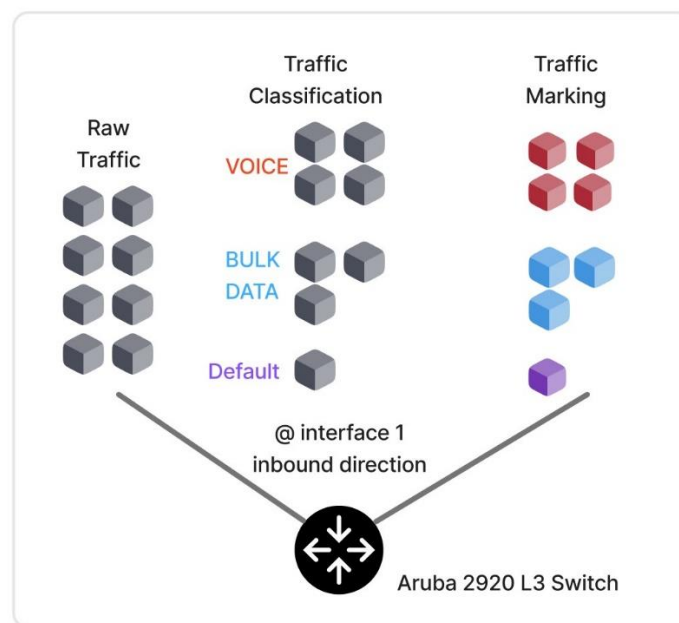 Raw
Traffic
Traffic
Classification
VOICE
BULK
DATA
Default
Traffic
Marking
@ interface 1
inbound direction
Aruba 2920 L3 Switch